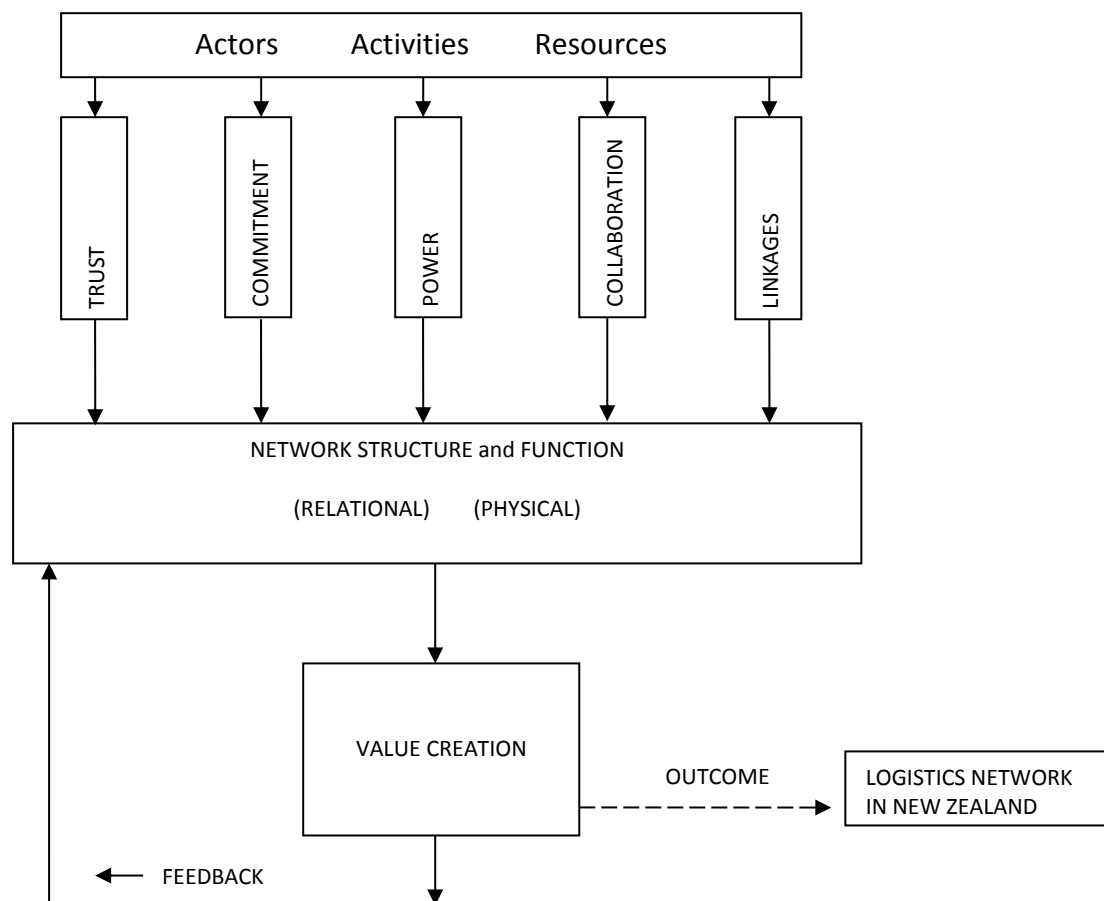 Actors Activities Resources
TRUST
COMMITMENT
POWER
COLLABORATION
LINKAGES
NETWORK STRUCTURE and FUNCTION
(RELATIONAL) (PHYSICAL)
VALUE CREATION
OUTCOME
LOGISTICS NETWORK
IN NEW ZEALAND
FEEDBACK